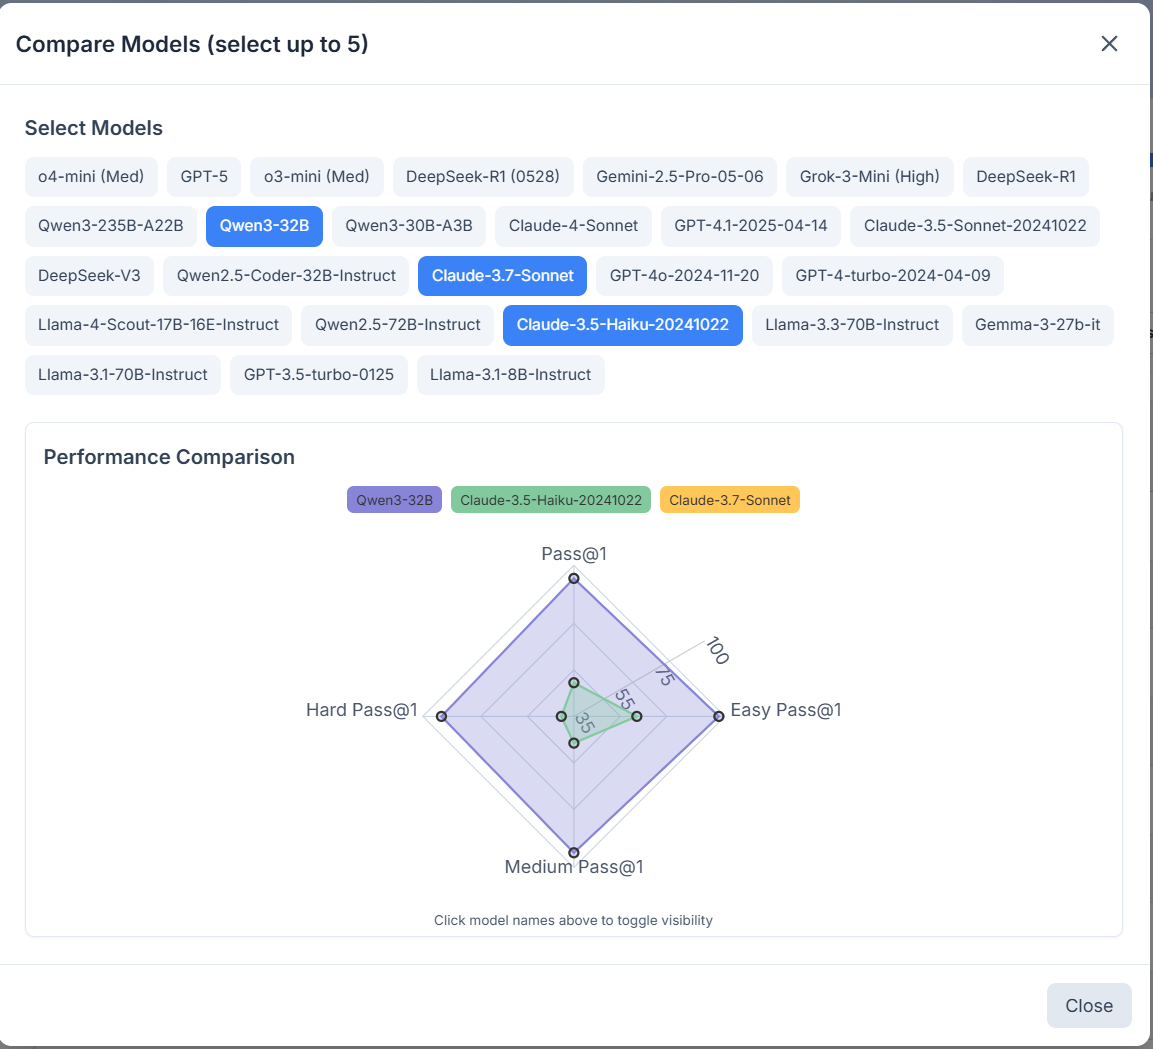 Compare Models (select up to 5)
Select Models
o4-mini (Med) GPT-5 o3-mini (Med) DeepSeek-R1 (0528) Gemini-2.5-Pro-05-06 Grok-3-Mini (High) DeepSeek-R1
Qwen3-235B-A22B Qwen3-32B Qwen3-30B-A3B Claude-4-Sonnet GPT-4.1-2025-04-14 Claude-3.5-Sonnet-20241022
DeepSeek-V3 Qwen2.5-Coder-32B-Instruct Claude-3.7-Sonnet GPT-4o-2024-11-20 GPT-4-turbo-2024-04-09
Llama-4-Scout-17B-16E-Instruct Qwen2.5-72B-Instruct Claude-3.5-Haiku-20241022 Llama-3.3-70B-Instruct Gemma-3-27b-it
Llama-3.1-70B-Instruct GPT-3.5-turbo-0125 Llama-3.1-8B-Instruct
Performance Comparison
Qwen3-32B Claude-3.5-Haiku-20241022 Claude-3.7-Sonnet
Pass@1
100
75
55
35
Hard Pass@1
Easy Pass@1
Medium Pass@1
Click model names above to toggle visibility
Close